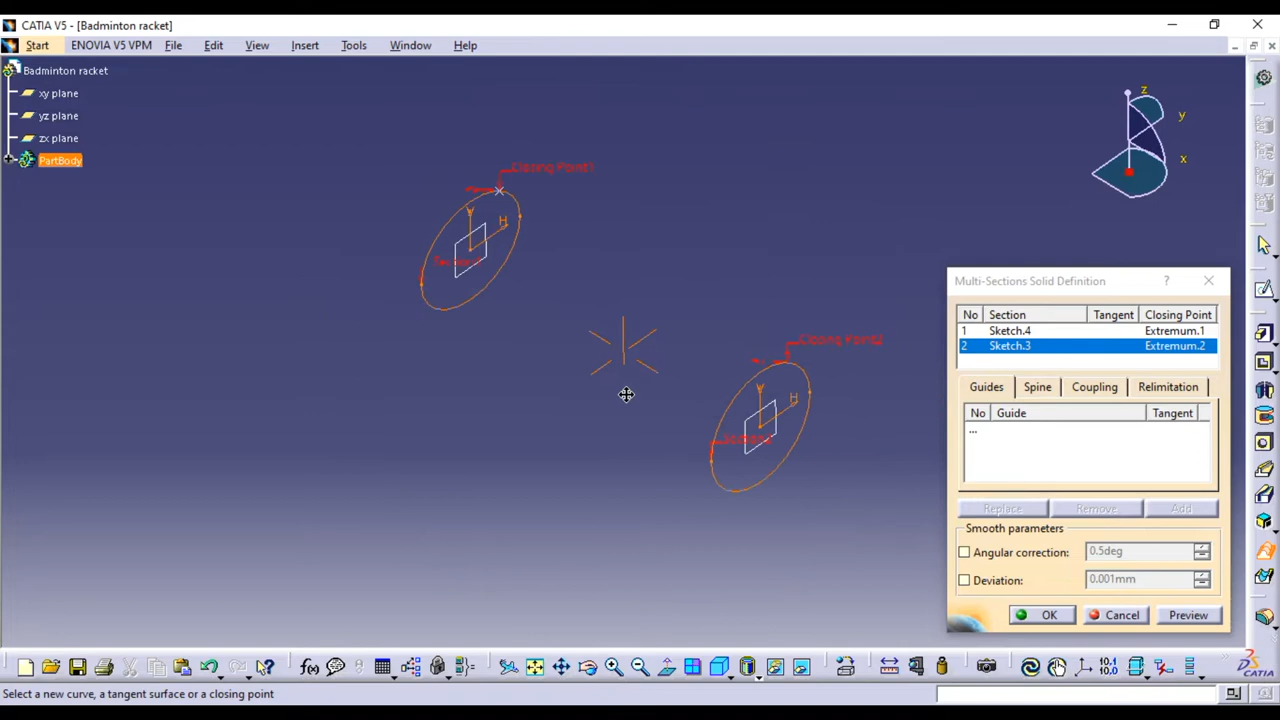 CATIA V5 - [Badminton racket]
Start ENOVIA V5 VPM File Edit View Insert Tools Window Help
Badminton racket
xy plane
yz plane
zx plane
PartBody
z
y
x
Closing Point1
V
H
Closing Point2
V
H
Multi-Sections Solid Definition ?
No Section Tangent Closing Point
1 Sketch.4 Extremum.1
2 Sketch.3 Extremum.2
Guides Spine Coupling Relimitation
No Guide Tangent
...
Replace Remove Add
Smooth parameters
Angular correction: 0.5deg
Deviation: 0.001mm
OK Cancel Preview
f(x)
10,1
CATIA
Select a new curve, a tangent surface or a closing point